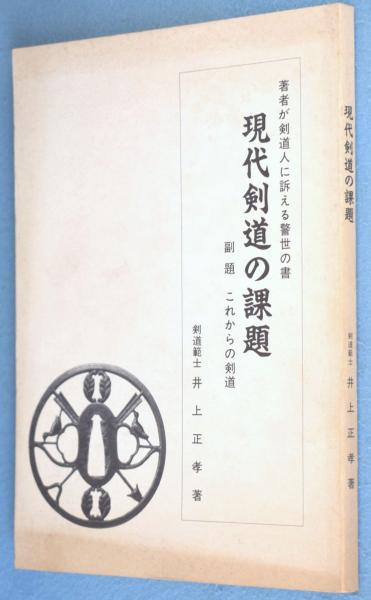 著者が剣道人に訴える警世の書
現代剣道の課題
副題 これからの剣道
剣道範士 井上正孝著
現代剣道の課題
剣道範士 井上正孝著